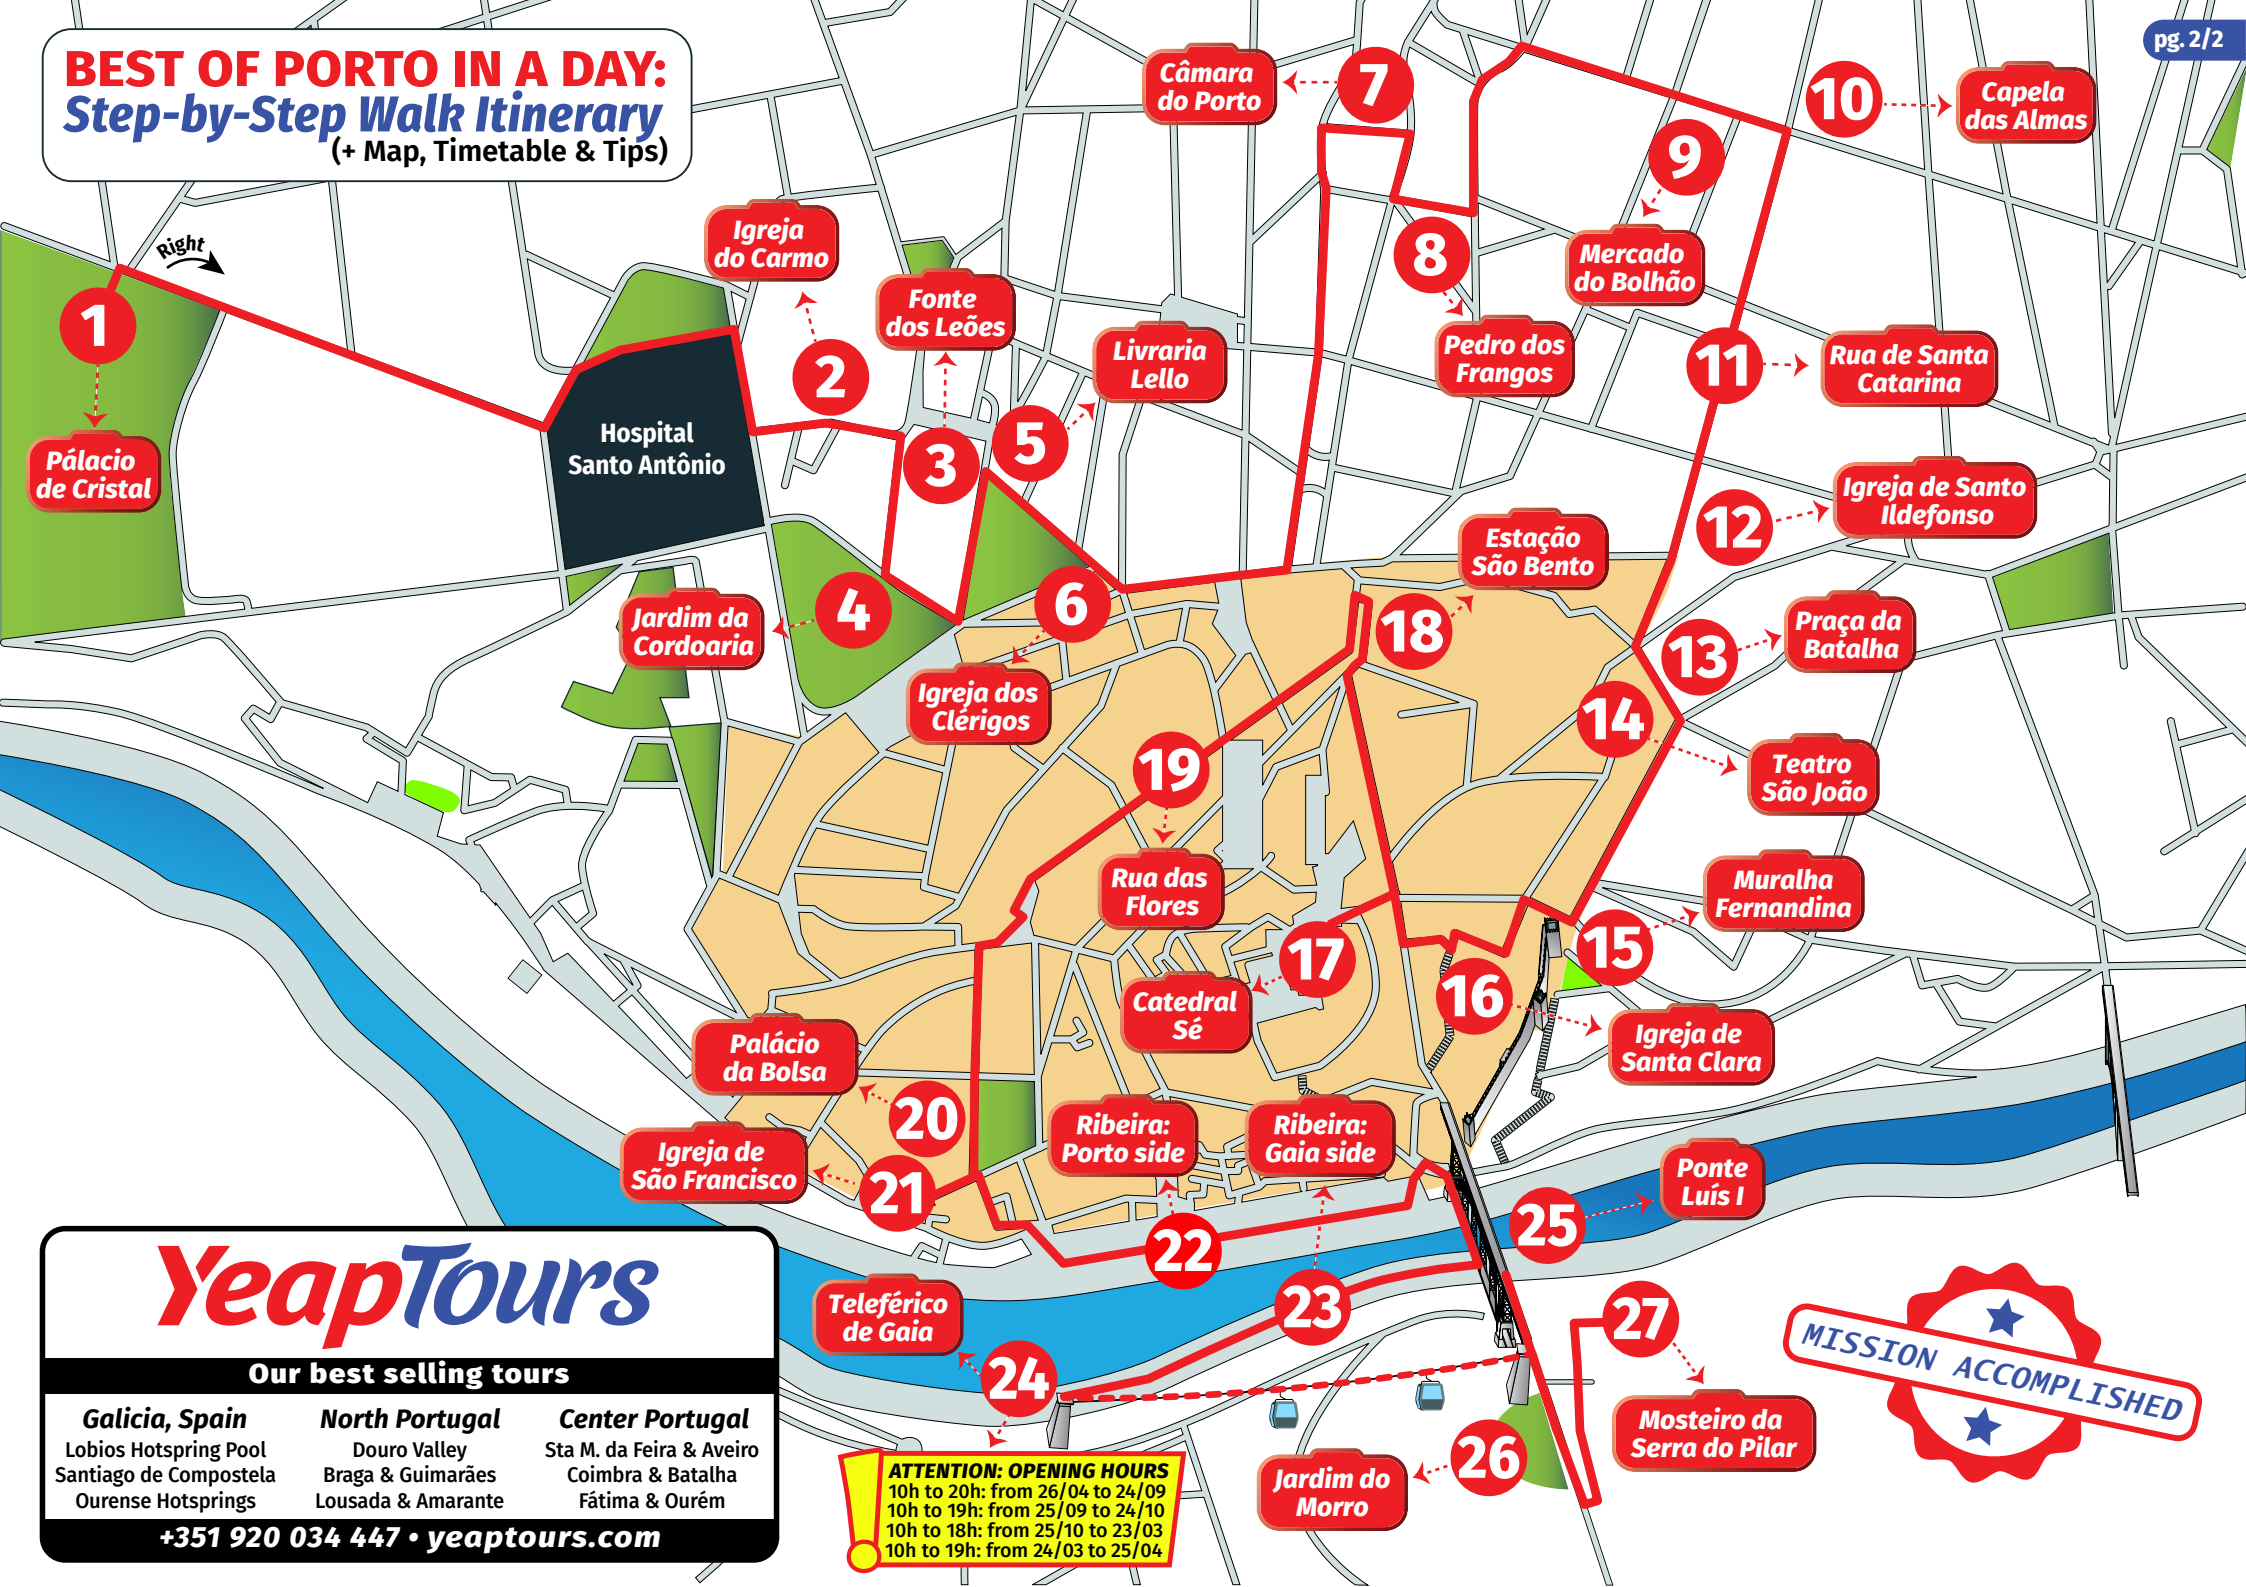 BEST OF PORTO IN A DAY:
Step-by-Step Walk Itinerary
(+ Map, Timetable & Tips)
pg. 2/2
Right
1
Pálacio
de Cristal
Hospital
Santo Antônio
2
Igreja
do Carmo
3
Fonte
dos Leões
4
Jardim da
Cordoaria
5
Livraria
Lello
6
Igreja dos
Clérigos
7
Câmara
do Porto
8
Pedro dos
Frangos
9
Mercado
do Bolhão
10
Capela
das Almas
11
Rua de Santa
Catarina
12
Igreja de Santo
Ildefonso
13
Praça da
Batalha
14
Teatro
São João
15
Muralha
Fernandina
16
Igreja de
Santa Clara
17
Catedral
Sé
18
Estação
São Bento
19
Rua das
Flores
20
Palácio
da Bolsa
21
Igreja de
São Francisco
22
Ribeira:
Porto side
23
Ribeira:
Gaia side
24
Teleférico
de Gaia
25
Ponte
Luís I
26
Jardim do
Morro
27
Mosteiro da
Serra do Pilar
MISSION ACCOMPLISHED
YeapTours
Our best selling tours
Galicia, Spain
Lobios Hotspring Pool
Santiago de Compostela
Ourense Hotsprings
North Portugal
Douro Valley
Braga & Guimarães
Lousada & Amarante
Center Portugal
Sta M. da Feira & Aveiro
Coimbra & Batalha
Fátima & Ourém
+351 920 034 447 • yeaptours.com
ATTENTION: OPENING HOURS
10h to 20h: from 26/04 to 24/09
10h to 19h: from 25/09 to 24/10
10h to 18h: from 25/10 to 23/03
10h to 19h: from 24/03 to 25/04